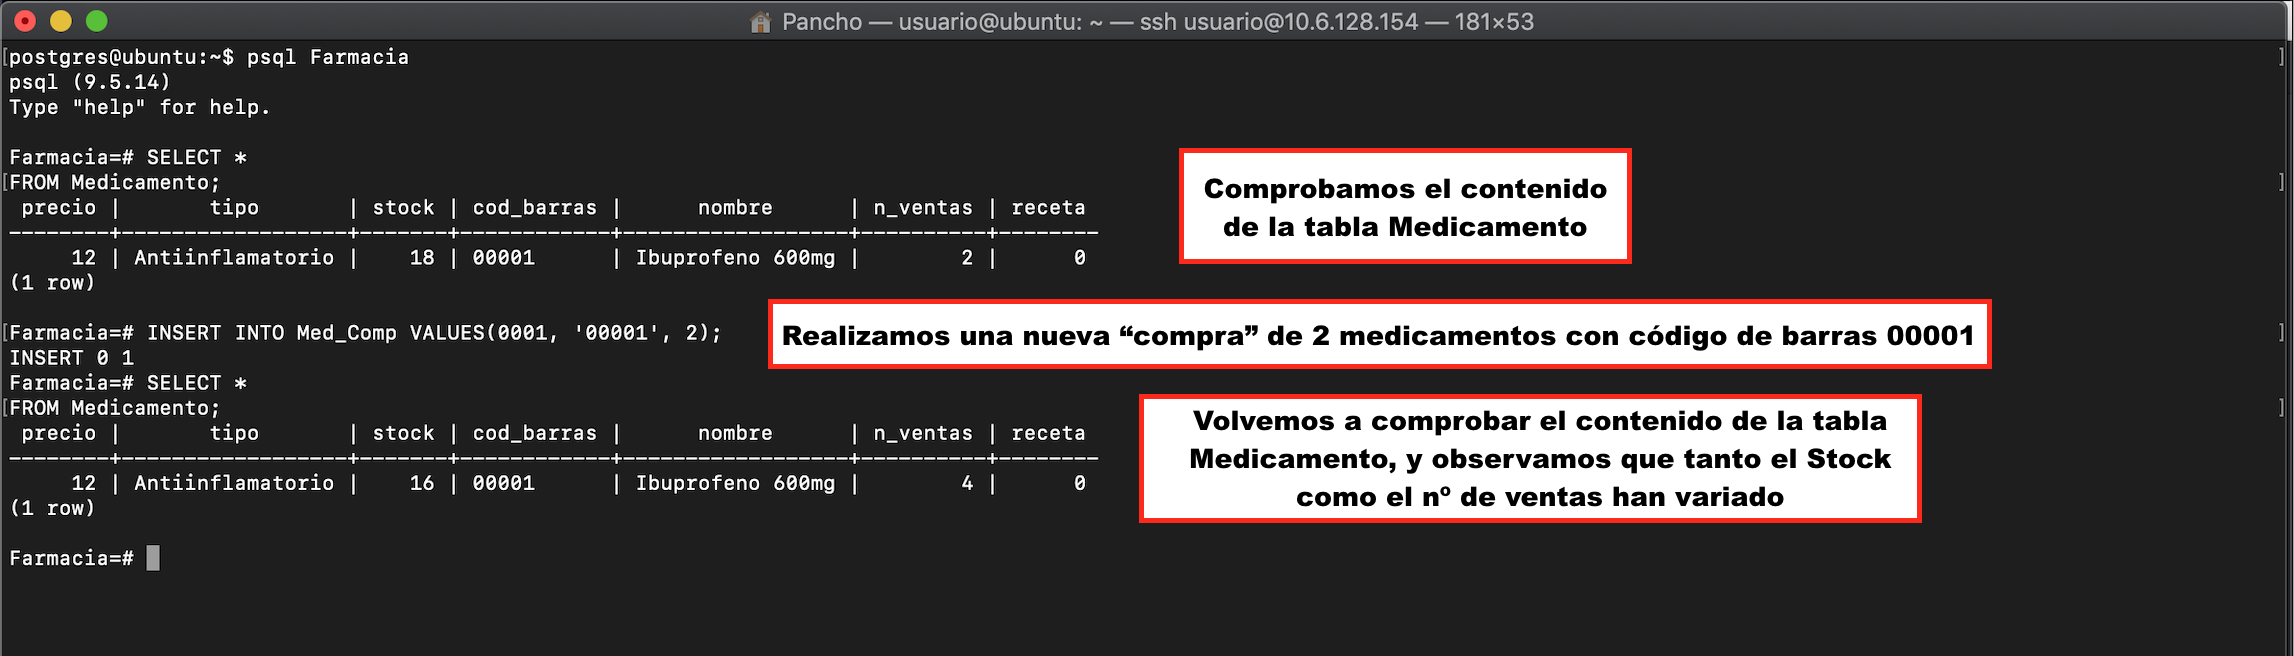 Pancho — usuario@ubuntu: ~ — ssh usuario@10.6.128.154 — 181×53
[postgres@ubuntu:~$ psql Farmacia ]
psql (9.5.14)
Type "help" for help.
Farmacia=# SELECT *
[FROM Medicamento; ]
 precio |       tipo       | stock | cod_barras |      nombre      | n_ventas | receta
--------+------------------+-------+------------+------------------+----------+--------
     12 | Antiinflamatorio |    18 | 00001      | Ibuprofeno 600mg |        2 |      0
(1 row)
Comprobamos el contenido
de la tabla Medicamento
[Farmacia=# INSERT INTO Med_Comp VALUES(0001, '00001', 2); ]
INSERT 0 1
Realizamos una nueva “compra” de 2 medicamentos con código de barras 00001
Farmacia=# SELECT *
[FROM Medicamento; ]
 precio |       tipo       | stock | cod_barras |      nombre      | n_ventas | receta
--------+------------------+-------+------------+------------------+----------+--------
     12 | Antiinflamatorio |    16 | 00001      | Ibuprofeno 600mg |        4 |      0
(1 row)
Volvemos a comprobar el contenido de la tabla
Medicamento, y observamos que tanto el Stock
como el nº de ventas han variado
Farmacia=#